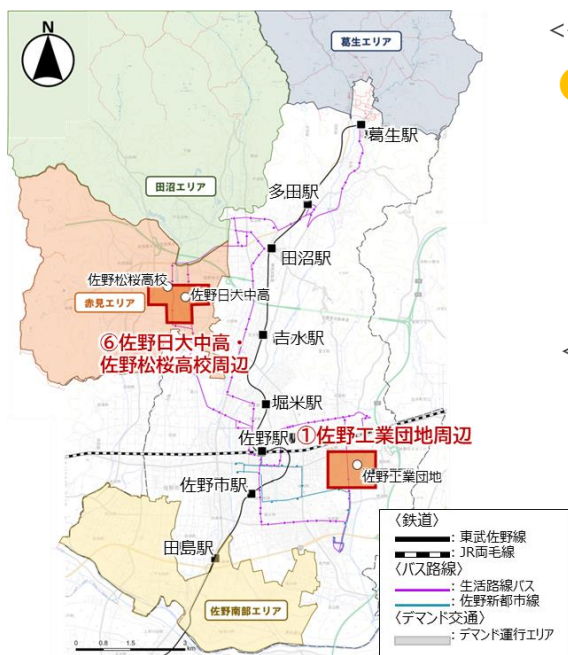 N
<
葛生エリア
葛生駅
田沼エリア
多田駅
田沼駅
佐野松桜高校
佐野日大中高
赤見エリア
吉水駅
⑥佐野日大中高・
佐野松桜高校周辺
<
堀米駅
佐野駅
①佐野工業団地周辺
佐野工業団地
佐野市駅
田島駅
佐野南部エリア
〈鉄道〉
:東武佐野線
:JR両毛線
〈バス路線〉
:生活路線バス
:佐野新都市線
〈デマンド交通〉
:デマンド運行エリア
0 0.8 1.5 3
km